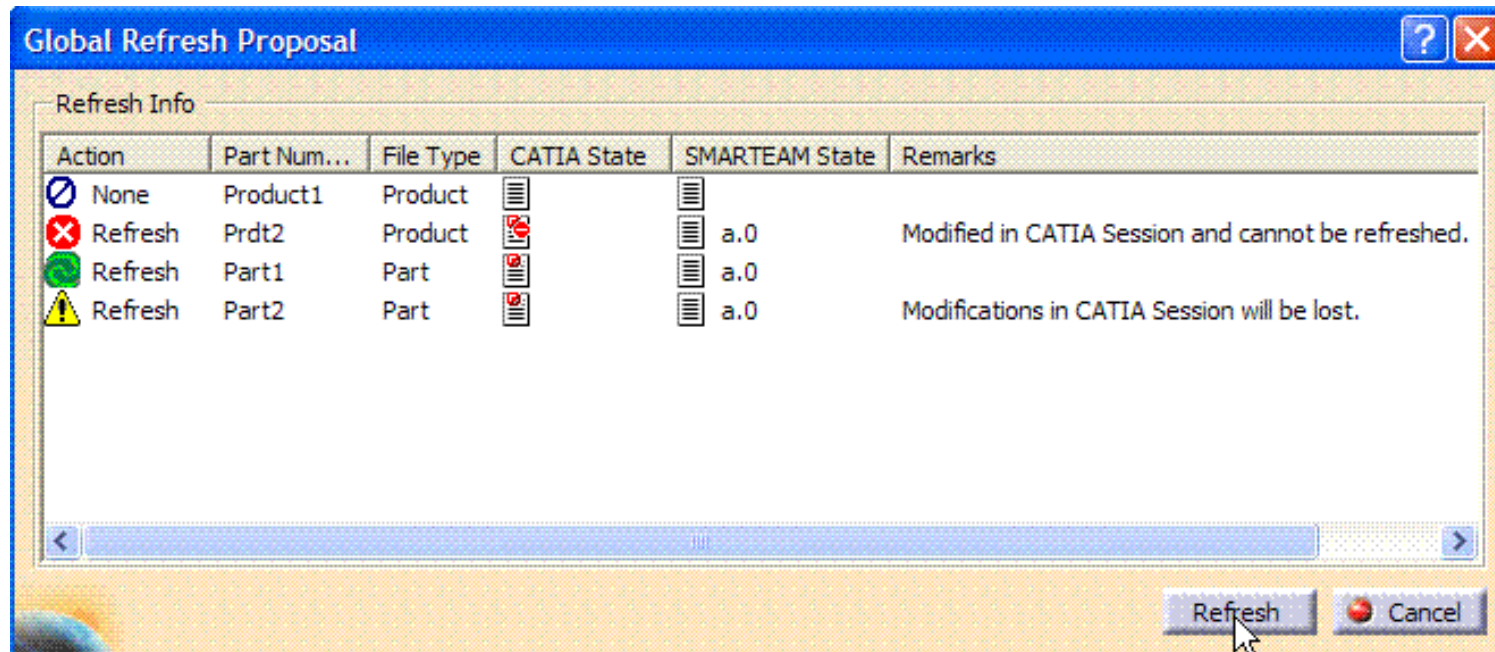 Global Refresh Proposal
Refresh Info
Action Part Num... File Type CATIA State SMARTEAM State Remarks
None Product1 Product
Refresh Prdt2 Product a.0 Modified in CATIA Session and cannot be refreshed.
Refresh Part1 Part a.0
Refresh Part2 Part a.0 Modifications in CATIA Session will be lost.
Refresh Cancel